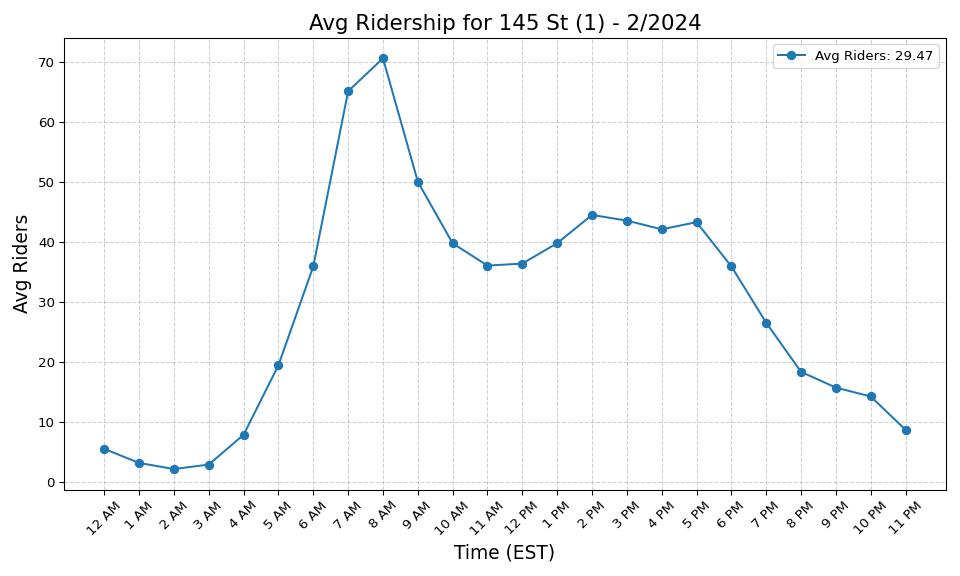 Avg Ridership for 145 St (1) - 2/2024
Avg Riders: 29.47
Avg Riders
70
60
50
40
30
20
10
0
12 AM
1 AM
2 AM
3 AM
4 AM
5 AM
6 AM
7 AM
8 AM
9 AM
10 AM
11 AM
12 PM
1 PM
2 PM
3 PM
4 PM
5 PM
6 PM
7 PM
8 PM
9 PM
10 PM
11 PM
Time (EST)